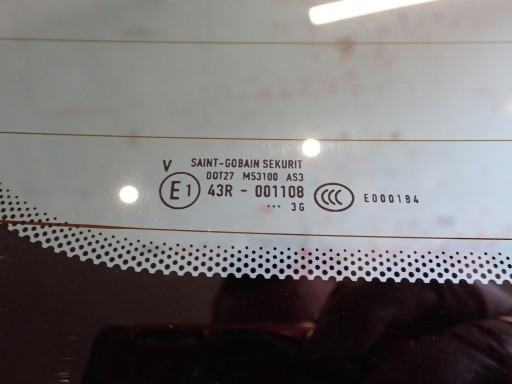 V SAINT-GOBAIN SEKURIT
DOT27 M53100 AS3
E1 43R - 001108 CCC E000184
... 3G